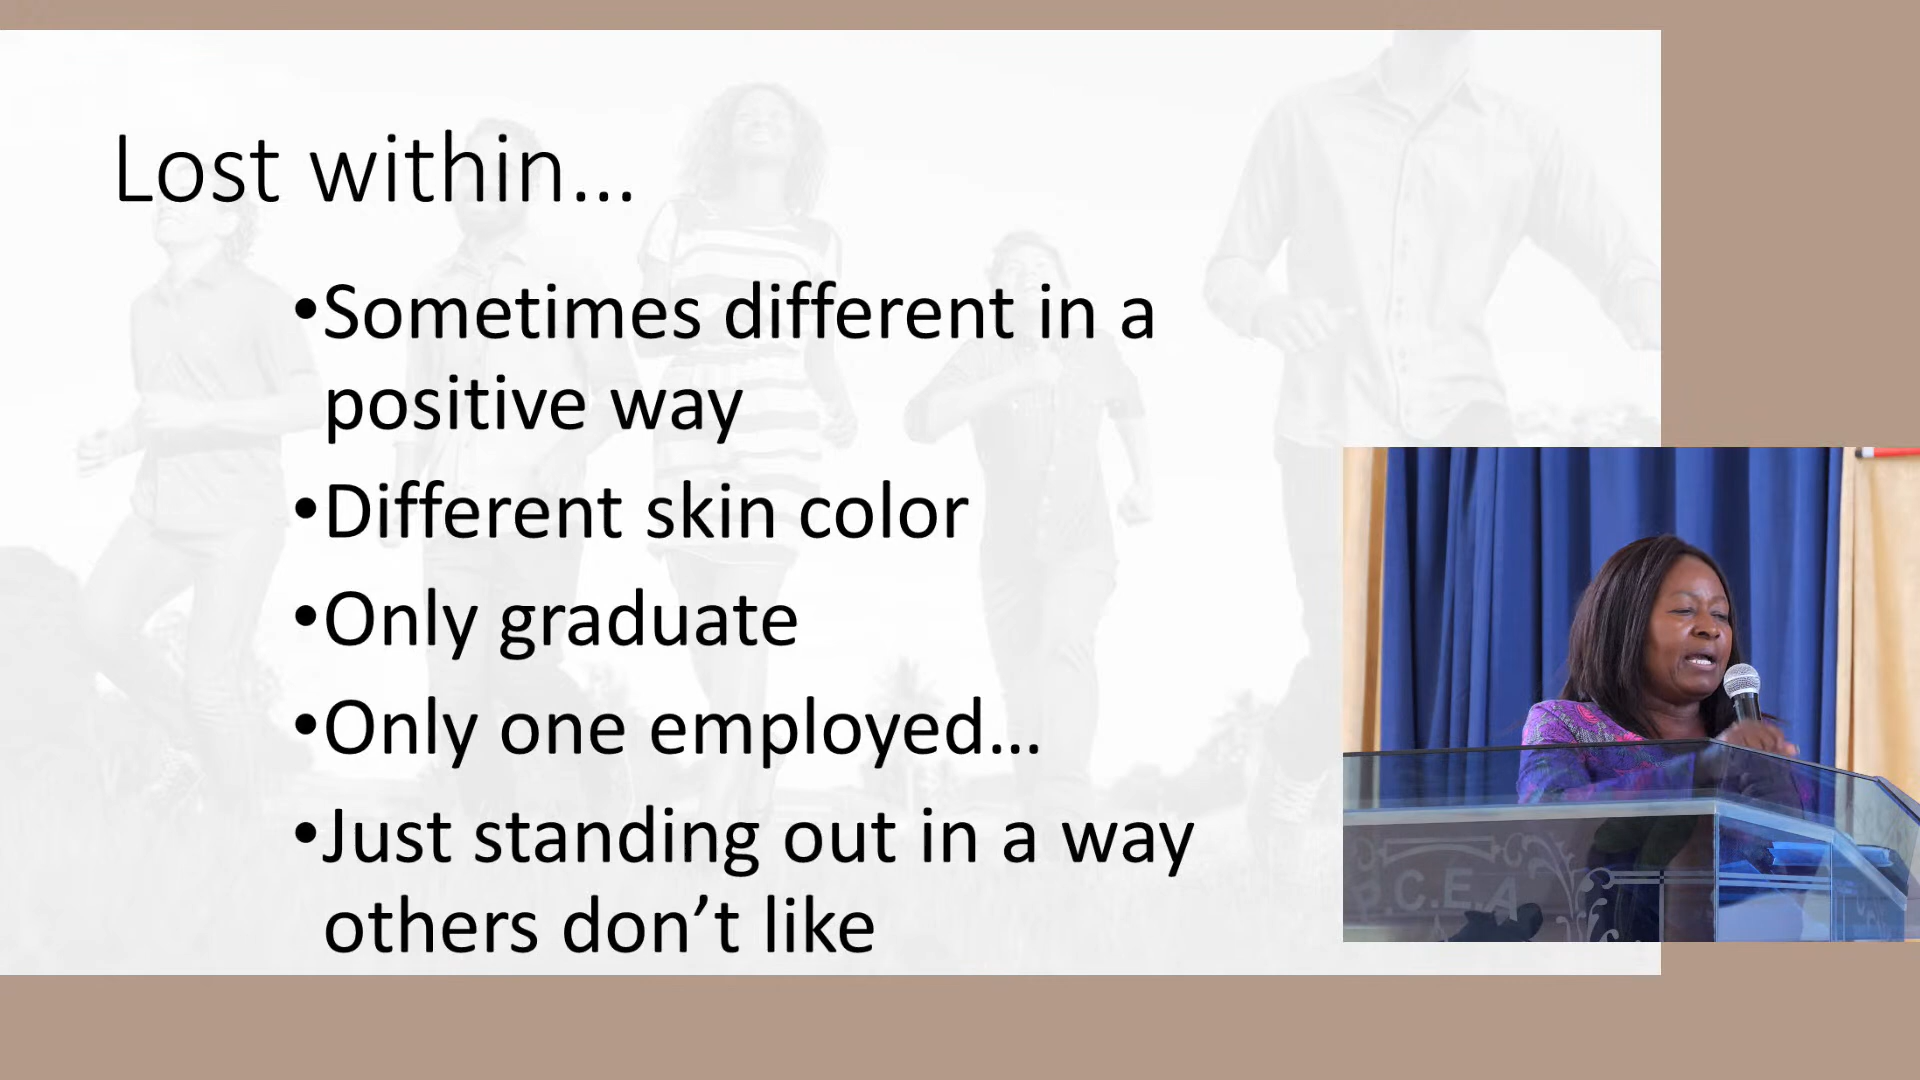 Lost within...
•Sometimes different in a
positive way
•Different skin color
•Only graduate
•Only one employed...
•Just standing out in a way
others don’t like
P.C.E.A